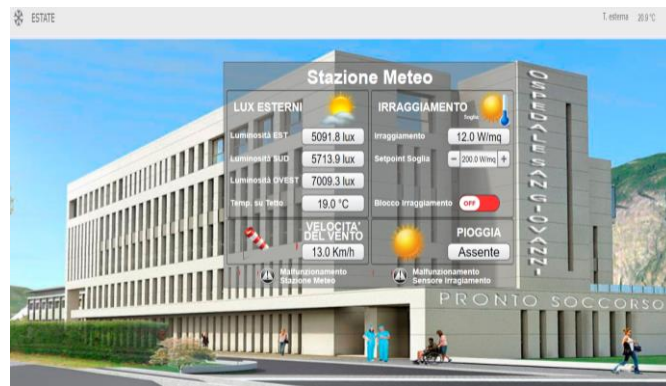 ESTATE
T. esterna 20.9 °C
Stazione Meteo
LUX ESTERNI
Luminosità EST 5091.8 lux
Luminosità SUD 5713.9 lux
Luminosità OVEST 7009.3 lux
Temp. su Tetto 19.0 °C
IRRAGGIAMENTO
Soglia
Irraggiamento 12.0 W/mq
Setpoint Soglia - 200.0 W/mq +
Blocco Irraggiamento OFF
VELOCITA'
DEL VENTO
13.0 Km/h
PIOGGIA
Assente
Malfunzionamento
Stazione Meteo
Malfunzionamento
Sensore Irragiamento
OSPEDALE SAN GIOVANNI
PRONTO SOCCORSO